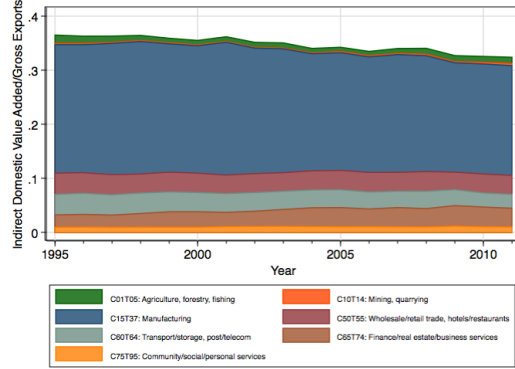 Indirect Domestic Value Added/Gross Exports
.4
.3
.2
.1
0
1995
2000
2005
2010
Year
C01T05: Agriculture, forestry, fishing
C10T14: Mining, quarrying
C15T37: Manufacturing
C50T55: Wholesale/retail trade, hotels/restaurants
C60T64: Transport/storage, post/telecom
C65T74: Finance/real estate/business services
C75T95: Community/social/personal services